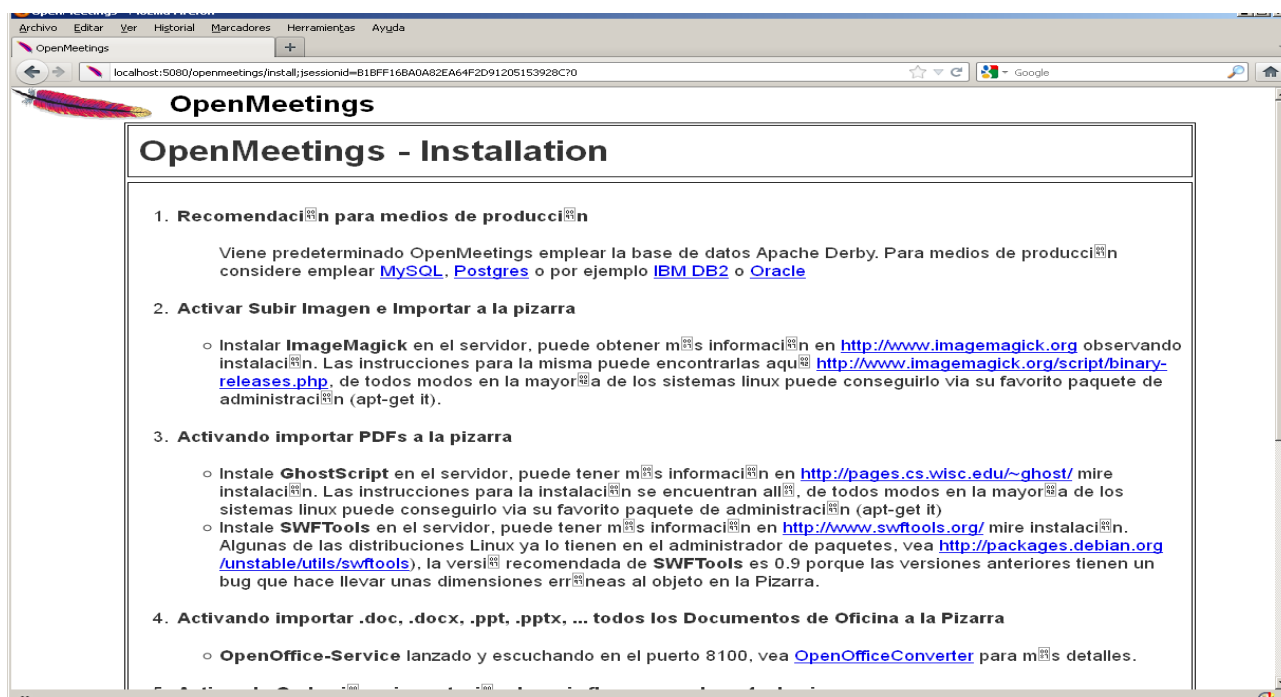 Archivo Editar Ver Historial Marcadores Herramientas Ayuda
OpenMeetings
localhost:5080/openmeetings/install;jsessionid=B1BFF16BA0A82EA64F2D91205153928C?0
Google
OpenMeetings
OpenMeetings - Installation
1. Recomendaci�n para medios de producci�n
Viene predeterminado OpenMeetings emplear la base de datos Apache Derby. Para medios de producci�n
considere emplear MySQL, Postgres o por ejemplo IBM DB2 o Oracle
2. Activar Subir Imagen e Importar a la pizarra
Instalar ImageMagick en el servidor, puede obtener m�s informaci�n en http://www.imagemagick.org observando
instalaci�n. Las instrucciones para la misma puede encontrarlas aqu� http://www.imagemagick.org/script/binary-
releases.php, de todos modos en la mayor�a de los sistemas linux puede conseguirlo via su favorito paquete de
administraci�n (apt-get it).
3. Activando importar PDFs a la pizarra
Instale GhostScript en el servidor, puede tener m�s informaci�n en http://pages.cs.wisc.edu/~ghost/ mire
instalaci�n. Las instrucciones para la instalaci�n se encuentran all�, de todos modos en la mayor�a de los
sistemas linux puede conseguirlo via su favorito paquete de administraci�n (apt-get it)
Instale SWFTools en el servidor, puede tener m�s informaci�n en http://www.swftools.org/ mire instalaci�n.
Algunas de las distribuciones Linux ya lo tienen en el administrador de paquetes, vea http://packages.debian.org
/unstable/utils/swftools), la versi� recomendada de SWFTools es 0.9 porque las versiones anteriores tienen un
bug que hace llevar unas dimensiones err�neas al objeto en la Pizarra.
4. Activando importar .doc, .docx, .ppt, .pptx, ... todos los Documentos de Oficina a la Pizarra
OpenOffice-Service lanzado y escuchando en el puerto 8100, vea OpenOfficeConverter para m�s detalles.